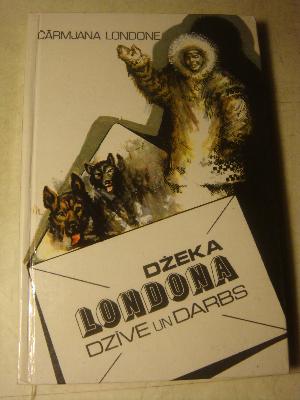 ČĀRMJANA LONDONE
DŽEKA
LONDONA
DZĪVE UN DARBS